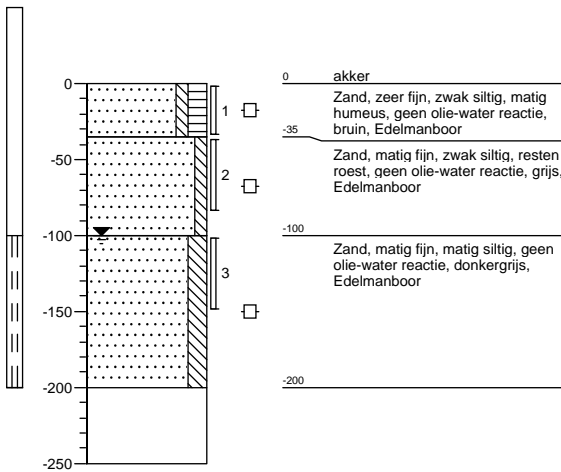 0
-50
-100
-150
-200
-250
1
2
3
0
akker
Zand, zeer fijn, zwak siltig, matig
humeus, geen olie-water reactie,
bruin, Edelmanboor
-35
Zand, matig fijn, zwak siltig, resten
roest, geen olie-water reactie, grijs,
Edelmanboor
-100
Zand, matig fijn, matig siltig, geen
olie-water reactie, donkergrijs,
Edelmanboor
-200